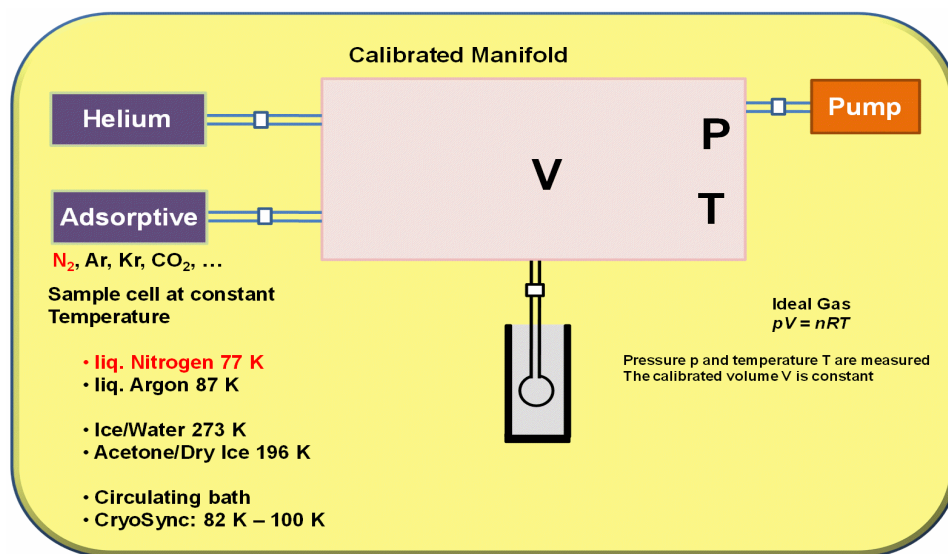 Calibrated Manifold
Helium
Pump
P
V
T
Adsorptive
N₂, Ar, Kr, CO₂, …
Sample cell at constant
Temperature
• liq. Nitrogen 77 K
• liq. Argon 87 K
• Ice/Water 273 K
• Acetone/Dry Ice 196 K
• Circulating bath
• CryoSync: 82 K – 100 K
Ideal Gas
pV = nRT
Pressure p and temperature T are measured
The calibrated volume V is constant